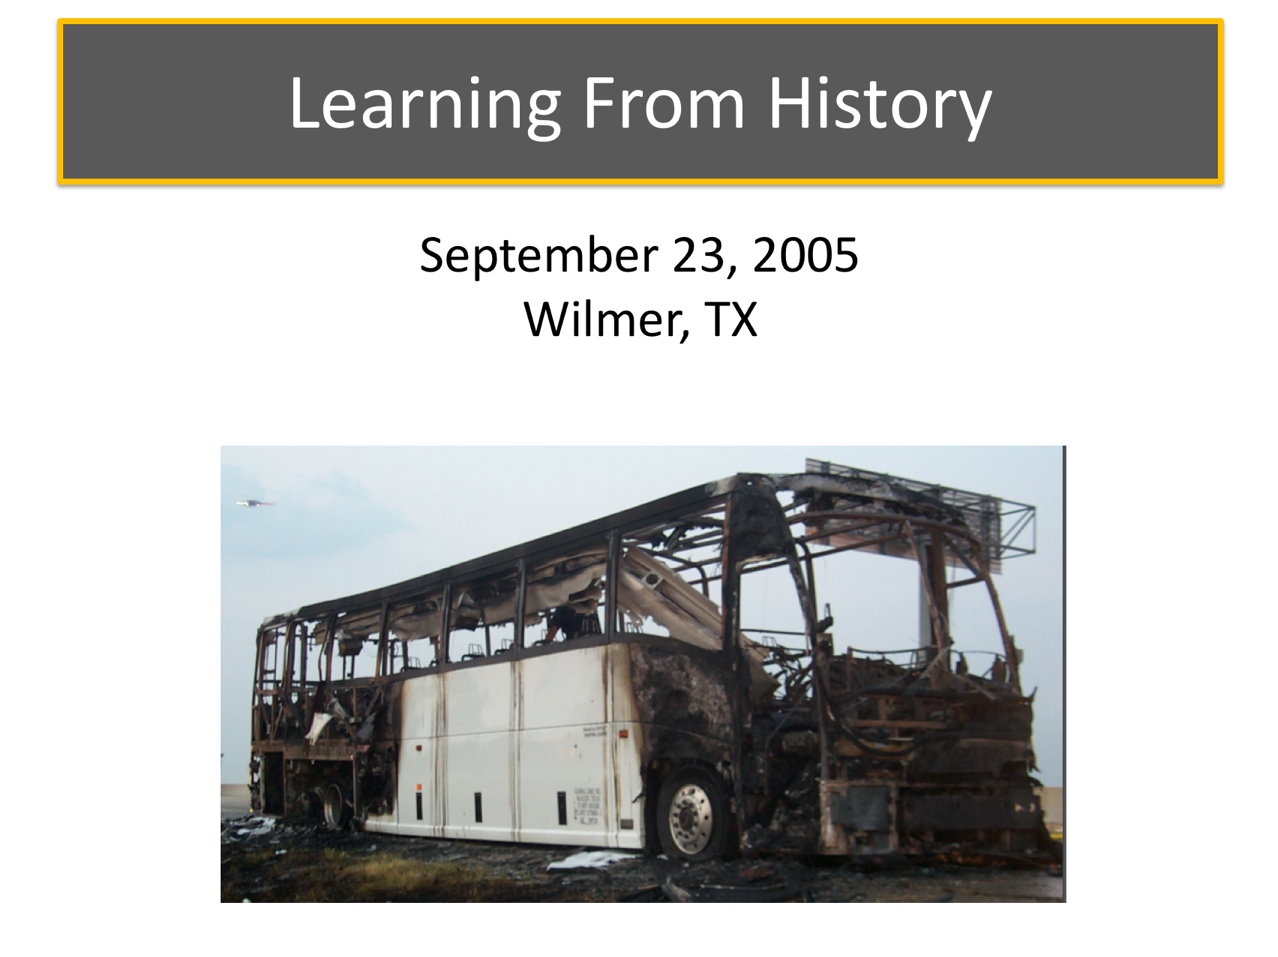 Learning From History
September 23, 2005
Wilmer, TX